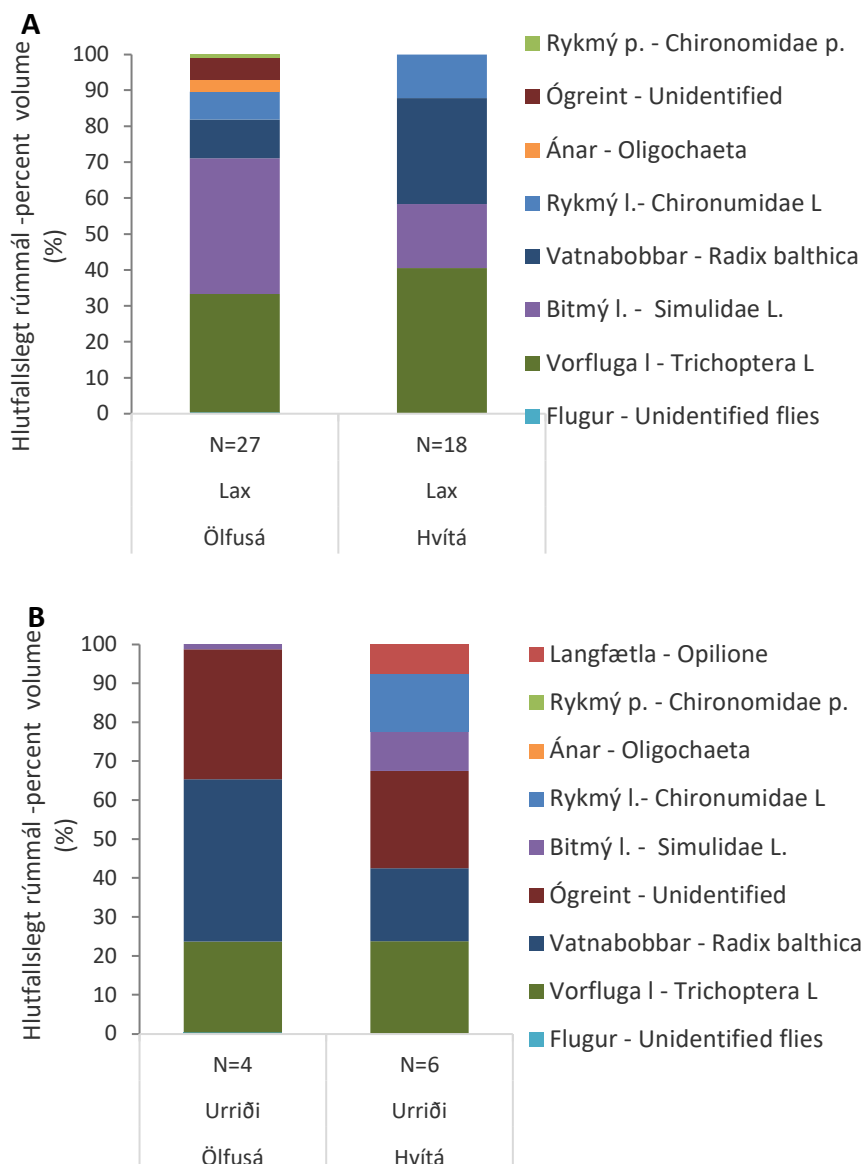 A
Hlutfallslegt rúmmál -percent volume
(%)
100
90
80
70
60
50
40
30
20
10
0
N=27
Lax
Ölfusá
N=18
Lax
Hvítá
Rykmý p. - Chironomidae p.
Ógreint - Unidentified
Ánar - Oligochaeta
Rykmý l.- Chironumidae L
Vatnabobbar - Radix balthica
Bitmý l. - Simulidae L.
Vorfluga l - Trichoptera L
Flugur - Unidentified flies
B
Hlutfallslegt rúmmál -percent volume
(%)
100
90
80
70
60
50
40
30
20
10
0
N=4
Urriði
Ölfusá
N=6
Urriði
Hvítá
Langfætla - Opilione
Rykmý p. - Chironomidae p.
Ánar - Oligochaeta
Rykmý l.- Chironumidae L
Bitmý l. - Simulidae L.
Ógreint - Unidentified
Vatnabobbar - Radix balthica
Vorfluga l - Trichoptera L
Flugur - Unidentified flies